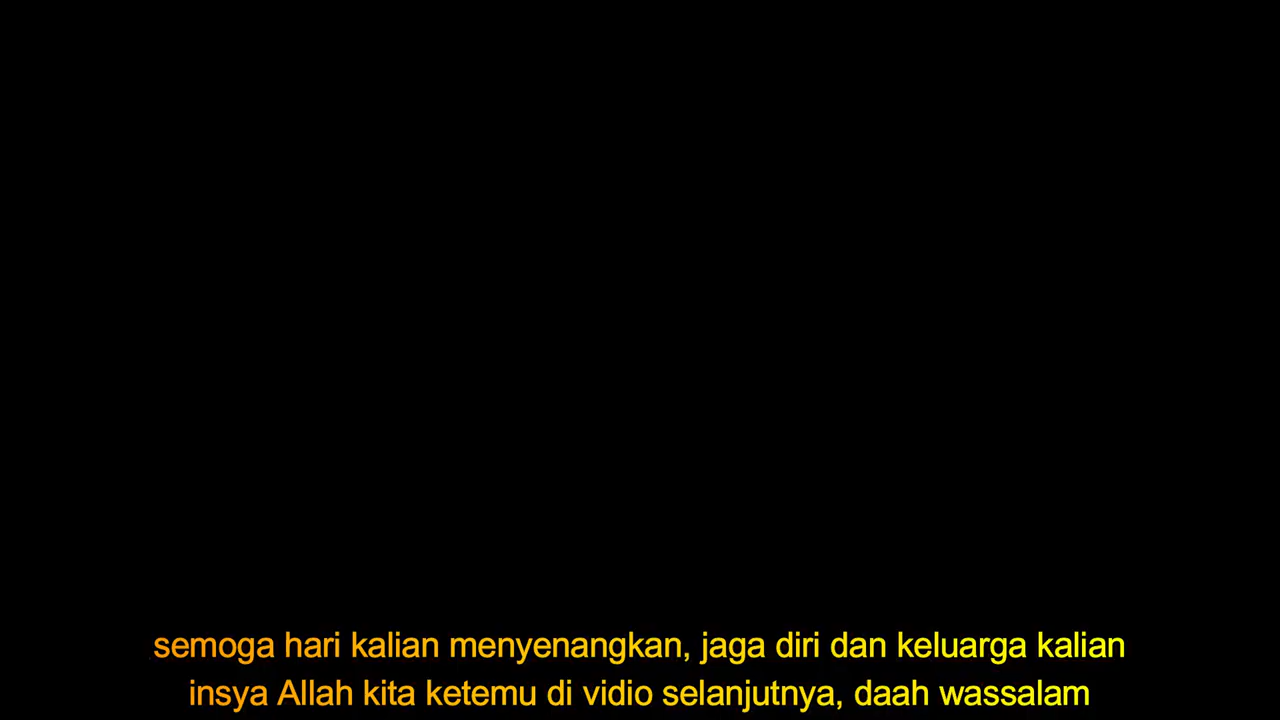 semoga hari kalian menyenangkan, jaga diri dan keluarga kalian
insya Allah kita ketemu di vidio selanjutnya, daah wassalam